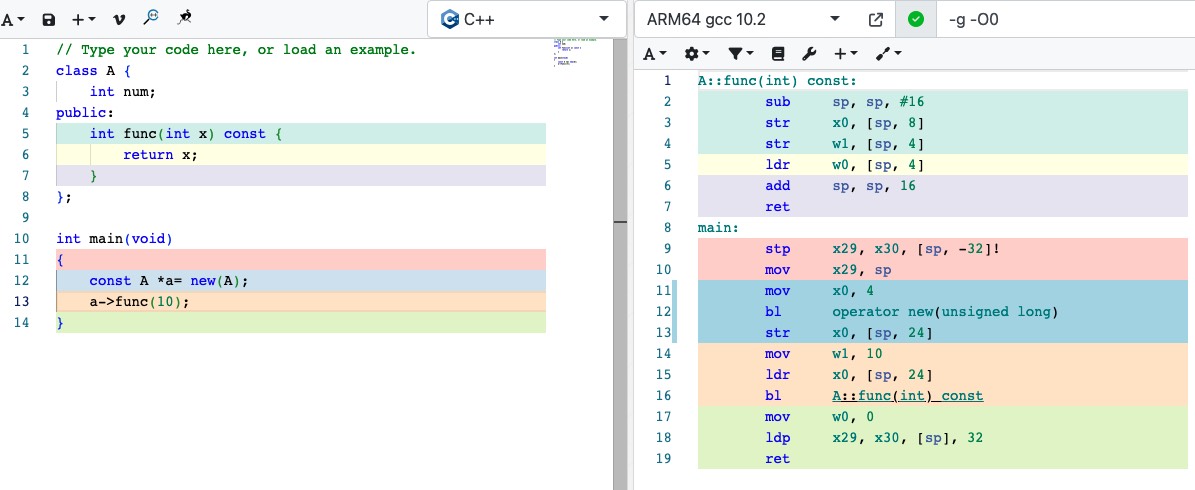 A
C++
ARM64 gcc 10.2
-g -O0
A
1 // Type your code here, or load an example.
2 class A {
3 int num;
4 public:
5 int func(int x) const {
6 return x;
7 }
8 };
9
10 int main(void)
11 {
12 const A *a= new(A);
13 a->func(10);
14 }
1 A::func(int) const:
2 sub sp, sp, #16
3 str x0, [sp, 8]
4 str w1, [sp, 4]
5 ldr w0, [sp, 4]
6 add sp, sp, 16
7 ret
8 main:
9 stp x29, x30, [sp, -32]!
10 mov x29, sp
11 mov x0, 4
12 bl operator new(unsigned long)
13 str x0, [sp, 24]
14 mov w1, 10
15 ldr x0, [sp, 24]
16 bl A::func(int) const
17 mov w0, 0
18 ldp x29, x30, [sp], 32
19 ret